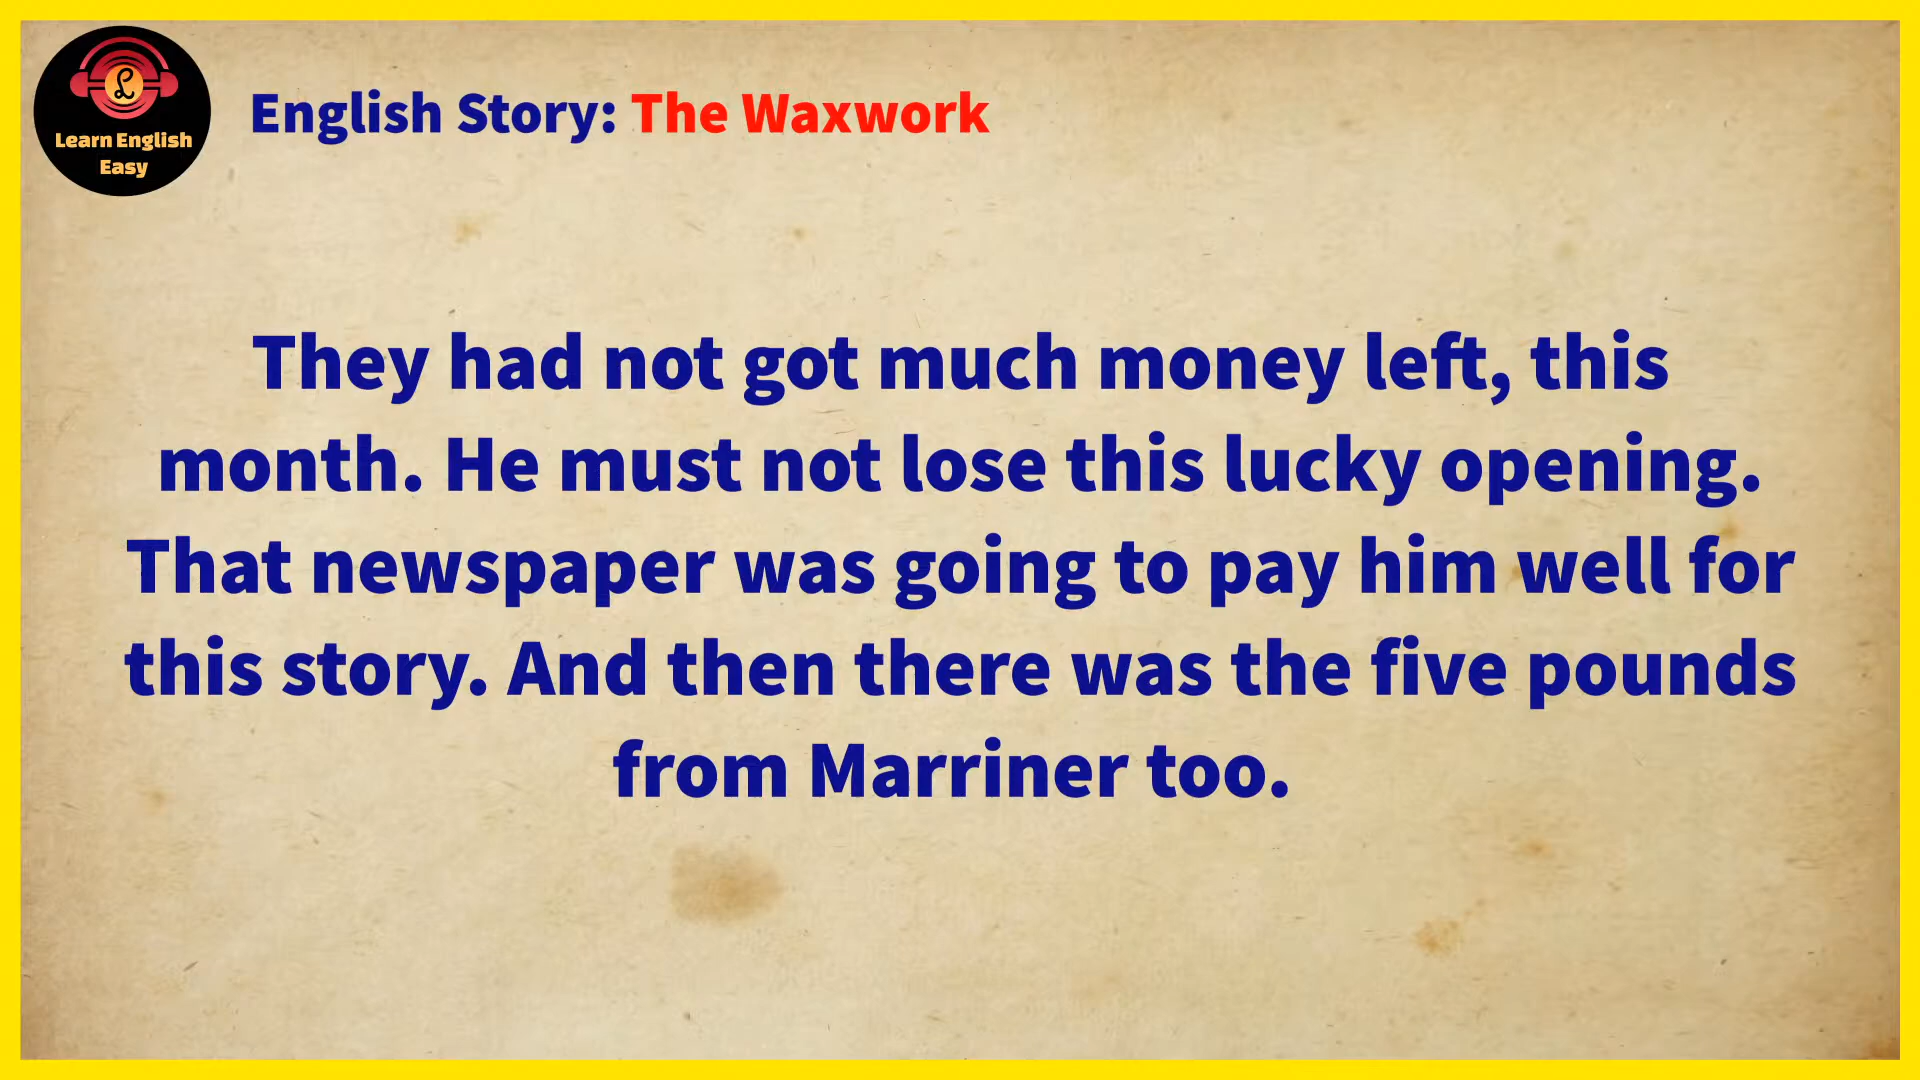 Learn English
Easy
English Story: The Waxwork
They had not got much money left, this
month. He must not lose this lucky opening.
That newspaper was going to pay him well for
this story. And then there was the five pounds
from Marriner too.